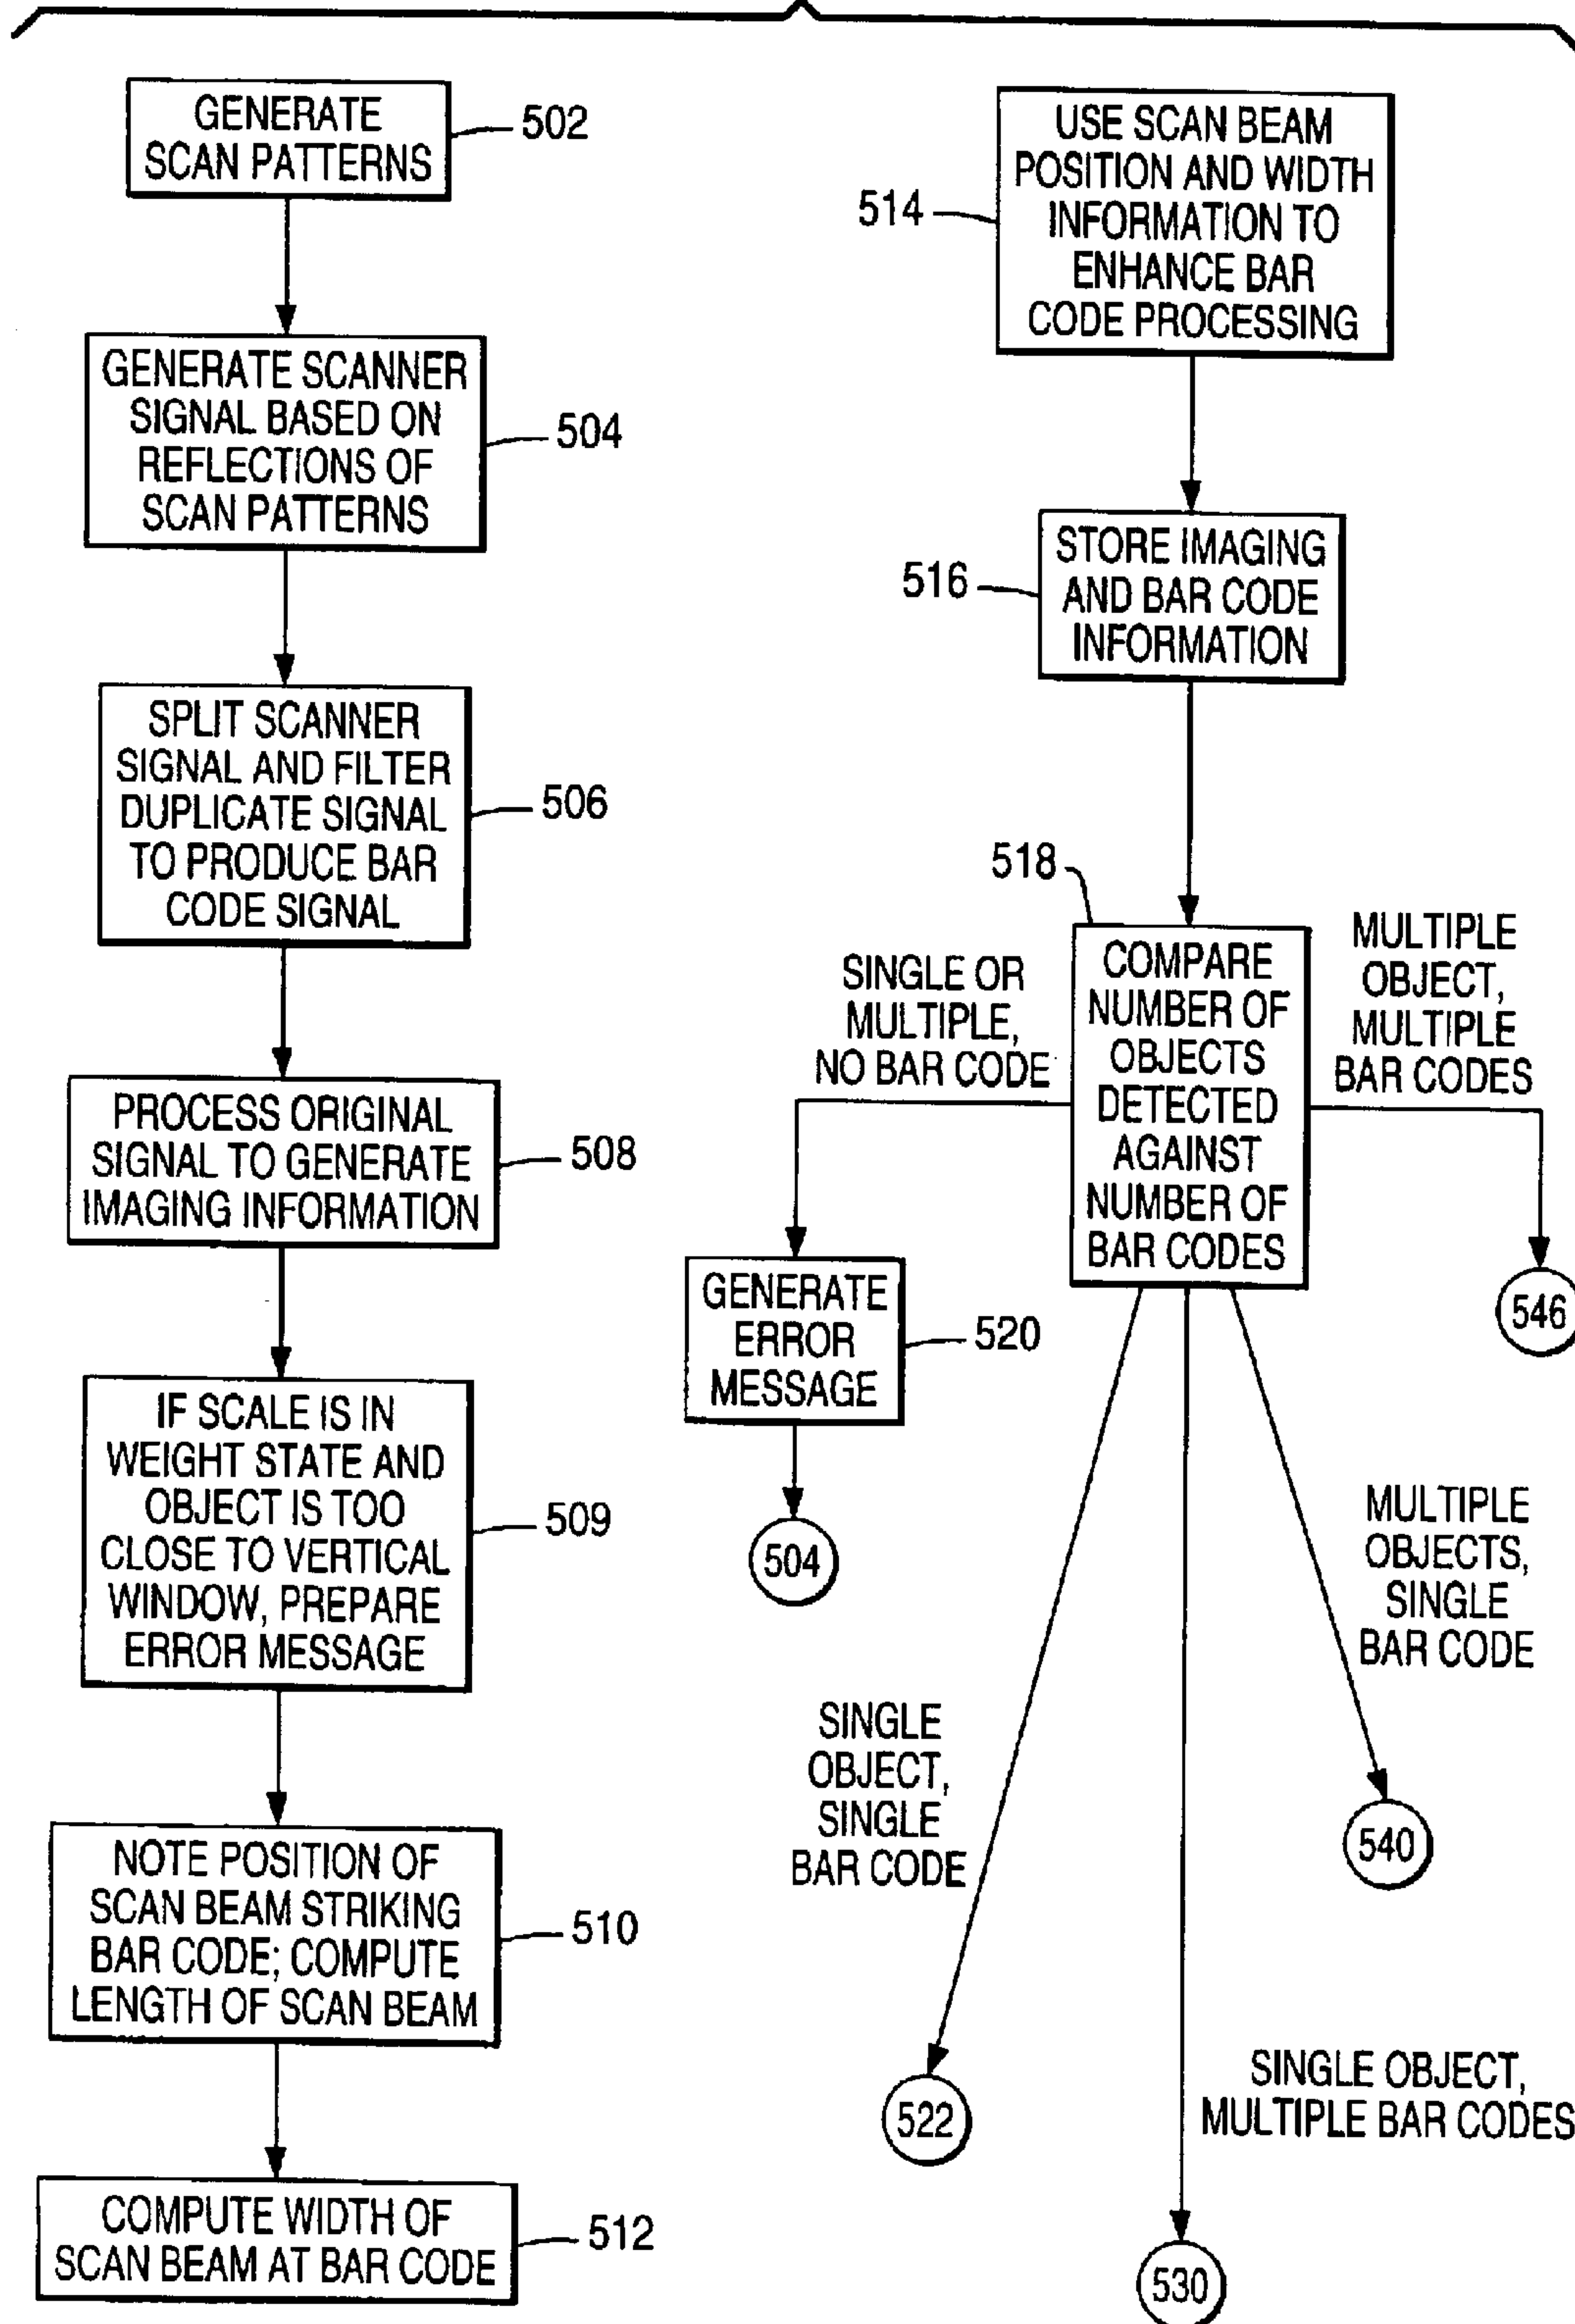 GENERATE
SCAN PATTERNS
502
GENERATE SCANNER
SIGNAL BASED ON
REFLECTIONS OF
SCAN PATTERNS
504
SPLIT SCANNER
SIGNAL AND FILTER
DUPLICATE SIGNAL
TO PRODUCE BAR
CODE SIGNAL
506
PROCESS ORIGINAL
SIGNAL TO GENERATE
IMAGING INFORMATION
508
IF SCALE IS IN
WEIGHT STATE AND
OBJECT IS TOO
CLOSE TO VERTICAL
WINDOW, PREPARE
ERROR MESSAGE
509
NOTE POSITION OF
SCAN BEAM STRIKING
BAR CODE; COMPUTE
LENGTH OF SCAN BEAM
510
COMPUTE WIDTH OF
SCAN BEAM AT BAR CODE
512
514
USE SCAN BEAM
POSITION AND WIDTH
INFORMATION TO
ENHANCE BAR
CODE PROCESSING
516
STORE IMAGING
AND BAR CODE
INFORMATION
518
COMPARE
NUMBER OF
OBJECTS
DETECTED
AGAINST
NUMBER OF
BAR CODES
SINGLE OR
MULTIPLE,
NO BAR CODE
GENERATE
ERROR
MESSAGE
520
504
MULTIPLE
OBJECT,
MULTIPLE
BAR CODES
546
MULTIPLE
OBJECTS,
SINGLE
BAR CODE
540
SINGLE
OBJECT,
SINGLE
BAR CODE
522
SINGLE OBJECT,
MULTIPLE BAR CODES
530